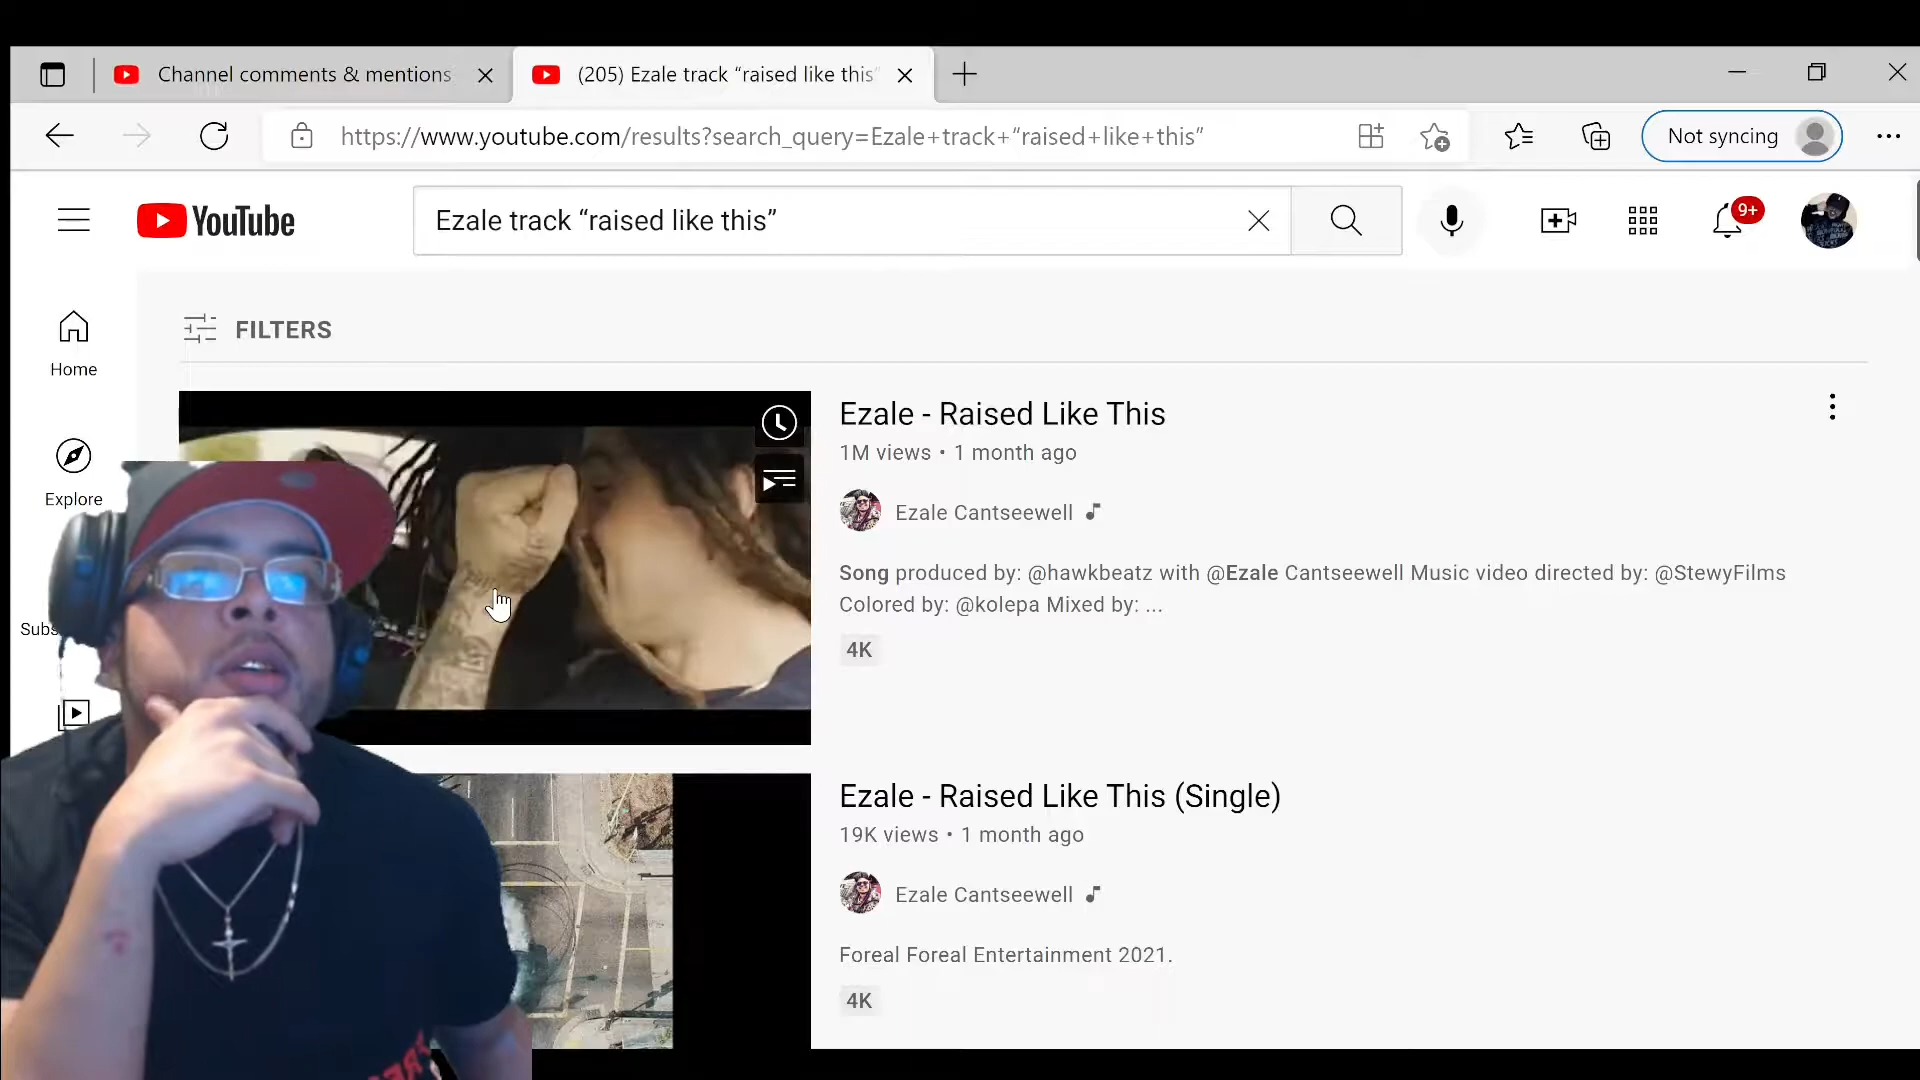 Channel comments & mentions
(205) Ezale track “raised like this”
https://www.youtube.com/results?search_query=Ezale+track+“raised+like+this”
Not syncing
YouTube
Ezale track “raised like this”
9+
FILTERS
Home
Explore
Subs
Ezale - Raised Like This
1M views • 1 month ago
Ezale Cantseewell
Song produced by: @hawkbeatz with @Ezale Cantseewell Music video directed by: @StewyFilms
Colored by: @kolepa Mixed by: ...
4K
Ezale - Raised Like This (Single)
19K views • 1 month ago
Ezale Cantseewell
Foreal Foreal Entertainment 2021.
4K